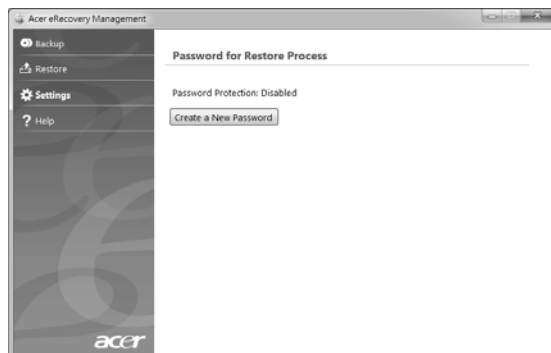 Acer eRecovery Management
Backup
Restore
Settings
? Help
Password for Restore Process
Password Protection: Disabled
Create a New Password
acer